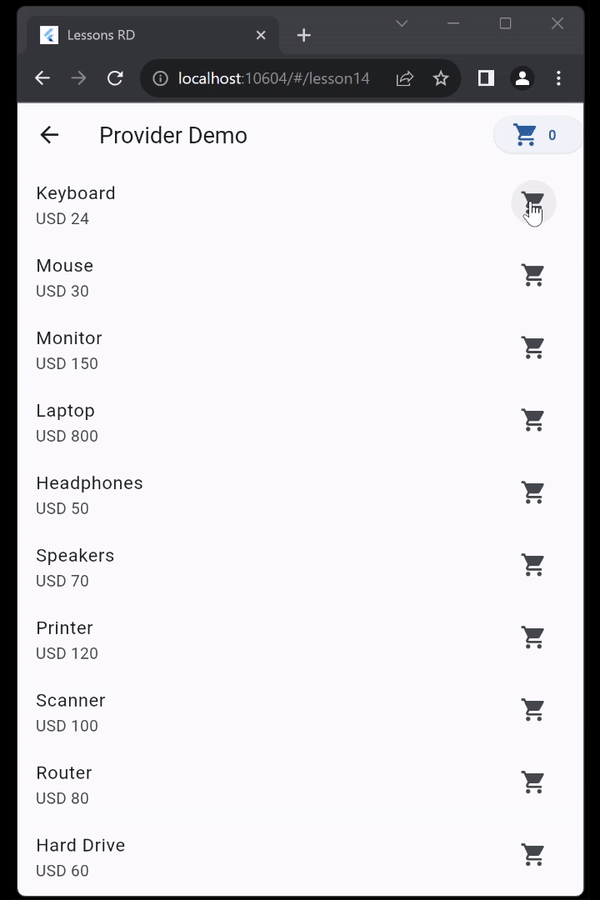 Lessons RD
localhost:10604/#/lesson14
Provider Demo
0
Keyboard
USD 24
Mouse
USD 30
Monitor
USD 150
Laptop
USD 800
Headphones
USD 50
Speakers
USD 70
Printer
USD 120
Scanner
USD 100
Router
USD 80
Hard Drive
USD 60